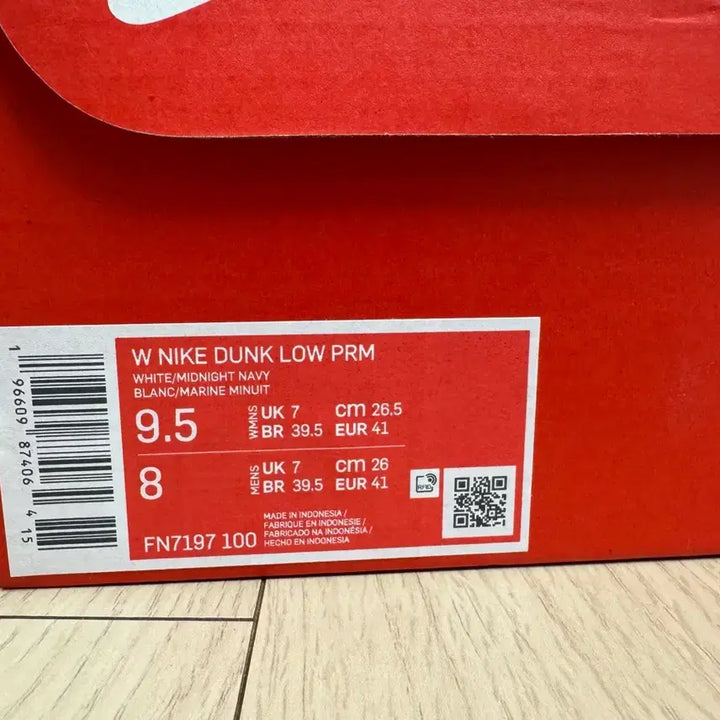 W NIKE DUNK LOW PRM
WHITE/MIDNIGHT NAVY
BLANC/MARINE MINUIT
9.5 WMNS UK 7 cm 26.5
BR 39.5 EUR 41
8 MENS UK 7 cm 26
BR 39.5 EUR 41
RFID
MADE IN INDONESIA /
FABRIQUE EN INDONESIE /
FABRICADO NA INDONÉSIA /
HECHO EN INDONESIA
FN7197 100
1 96609 87406 4 15